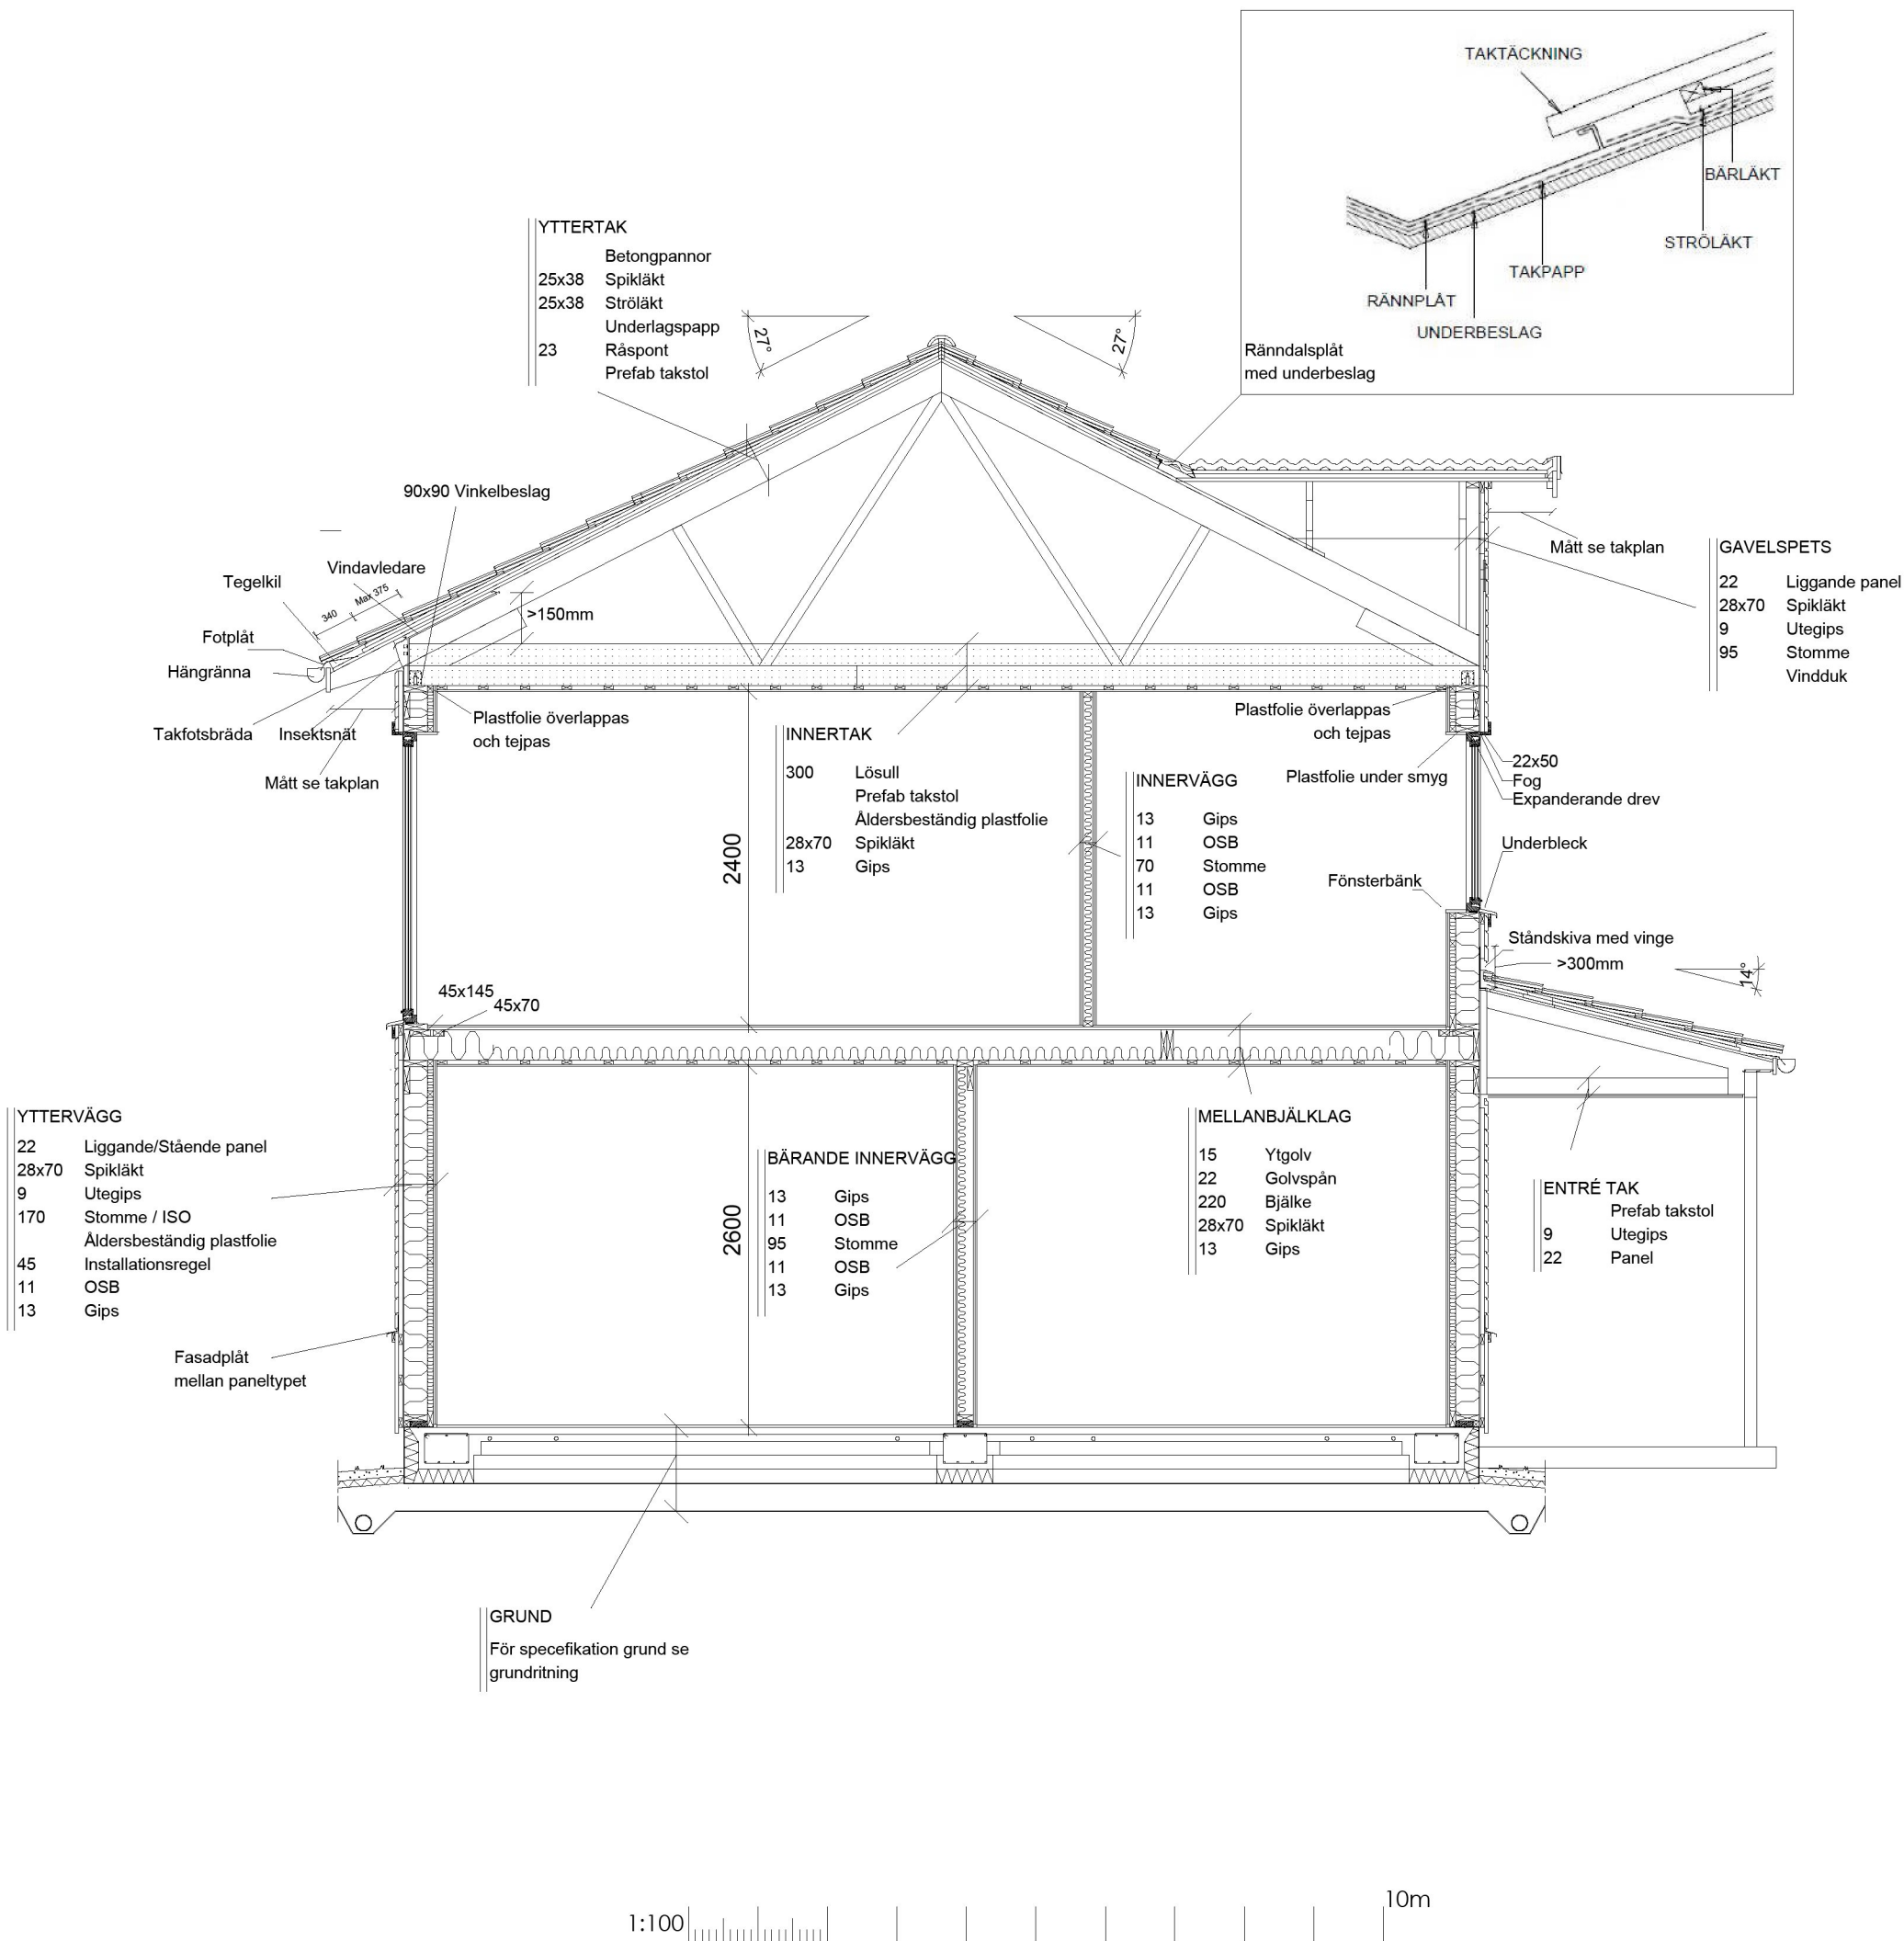 TAKTÄCKNING
BÄRLÄKT
STRÖLÄKT
TAKPAPP
RÄNNPLÅT
UNDERBESLAG
Ränndalsplåt
med underbeslag
YTTERTAK
Betongpannor
25x38 Spikläkt
25x38 Ströläkt
Underlagspapp
23 Råspont
Prefab takstol
27°
27°
90x90 Vinkelbeslag
Vindavledare
Tegelkil
340
Max 375
>150mm
Fotplåt
Hängränna
Takfotsbräda
Insektsnät
Mått se takplan
Plastfolie överlappas
och tejpas
Mått se takplan
GAVELSPETS
22 Liggande panel
28x70 Spikläkt
9 Utegips
95 Stomme
Vindduk
INNERTAK
300 Lösull
Prefab takstol
Åldersbeständig plastfolie
28x70 Spikläkt
13 Gips
2400
INNERVÄGG
13 Gips
11 OSB
70 Stomme
11 OSB
13 Gips
Plastfolie överlappas
och tejpas
Plastfolie under smyg
22x50
Fog
Expanderande drev
Underbleck
Fönsterbänk
Ståndskiva med vinge
>300mm
14°
45x145
45x70
YTTERVÄGG
22 Liggande/Stående panel
28x70 Spikläkt
9 Utegips
170 Stomme / ISO
Åldersbeständig plastfolie
45 Installationsregel
11 OSB
13 Gips
Fasadplåt
mellan paneltypet
2600
BÄRANDE INNERVÄGG
13 Gips
11 OSB
95 Stomme
11 OSB
13 Gips
MELLANBJÄLKLAG
15 Ytgolv
22 Golvspån
220 Bjälke
28x70 Spikläkt
13 Gips
ENTRÉ TAK
Prefab takstol
9 Utegips
22 Panel
GRUND
För specefikation grund se
grundritning
1:100
10m